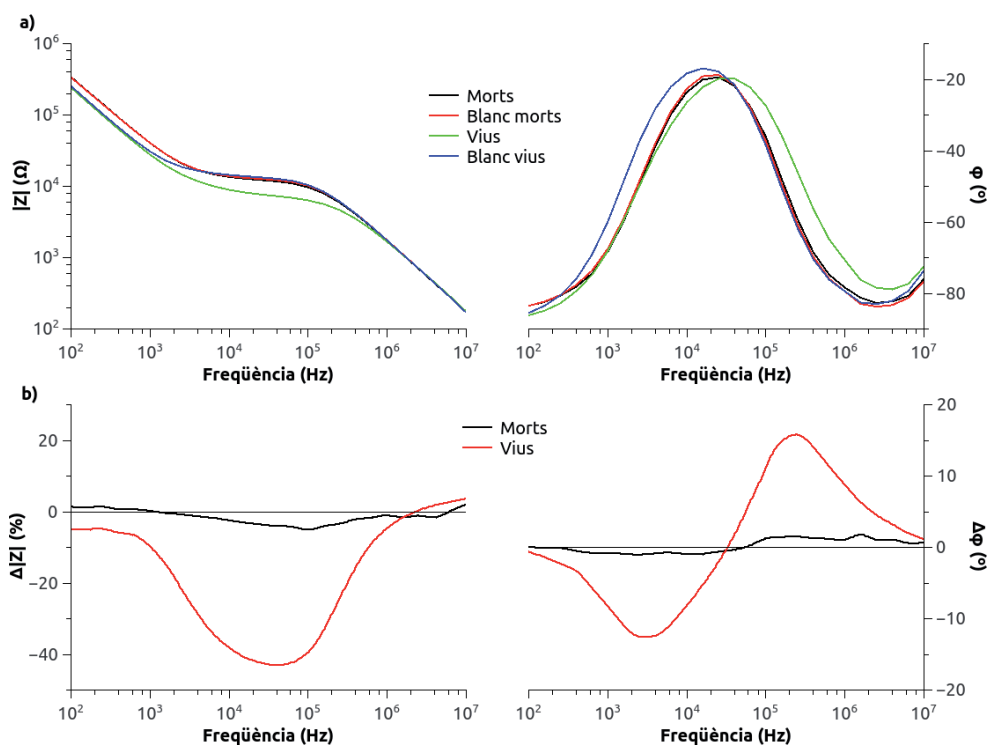 a)
10⁶
10⁵
10⁴
10³
10²
|Z| (Ω)
10² 10³ 10⁴ 10⁵ 10⁶ 10⁷
Freqüència (Hz)
Morts
Blanc morts
Vius
Blanc vius
−20
−40
−60
−80
Φ (º)
10² 10³ 10⁴ 10⁵ 10⁶ 10⁷
Freqüència (Hz)
b)
20
0
−20
−40
Δ|Z| (%)
10² 10³ 10⁴ 10⁵ 10⁶ 10⁷
Freqüència (Hz)
Morts
Vius
20
10
0
−10
−20
ΔΦ (º)
10² 10³ 10⁴ 10⁵ 10⁶ 10⁷
Freqüència (Hz)